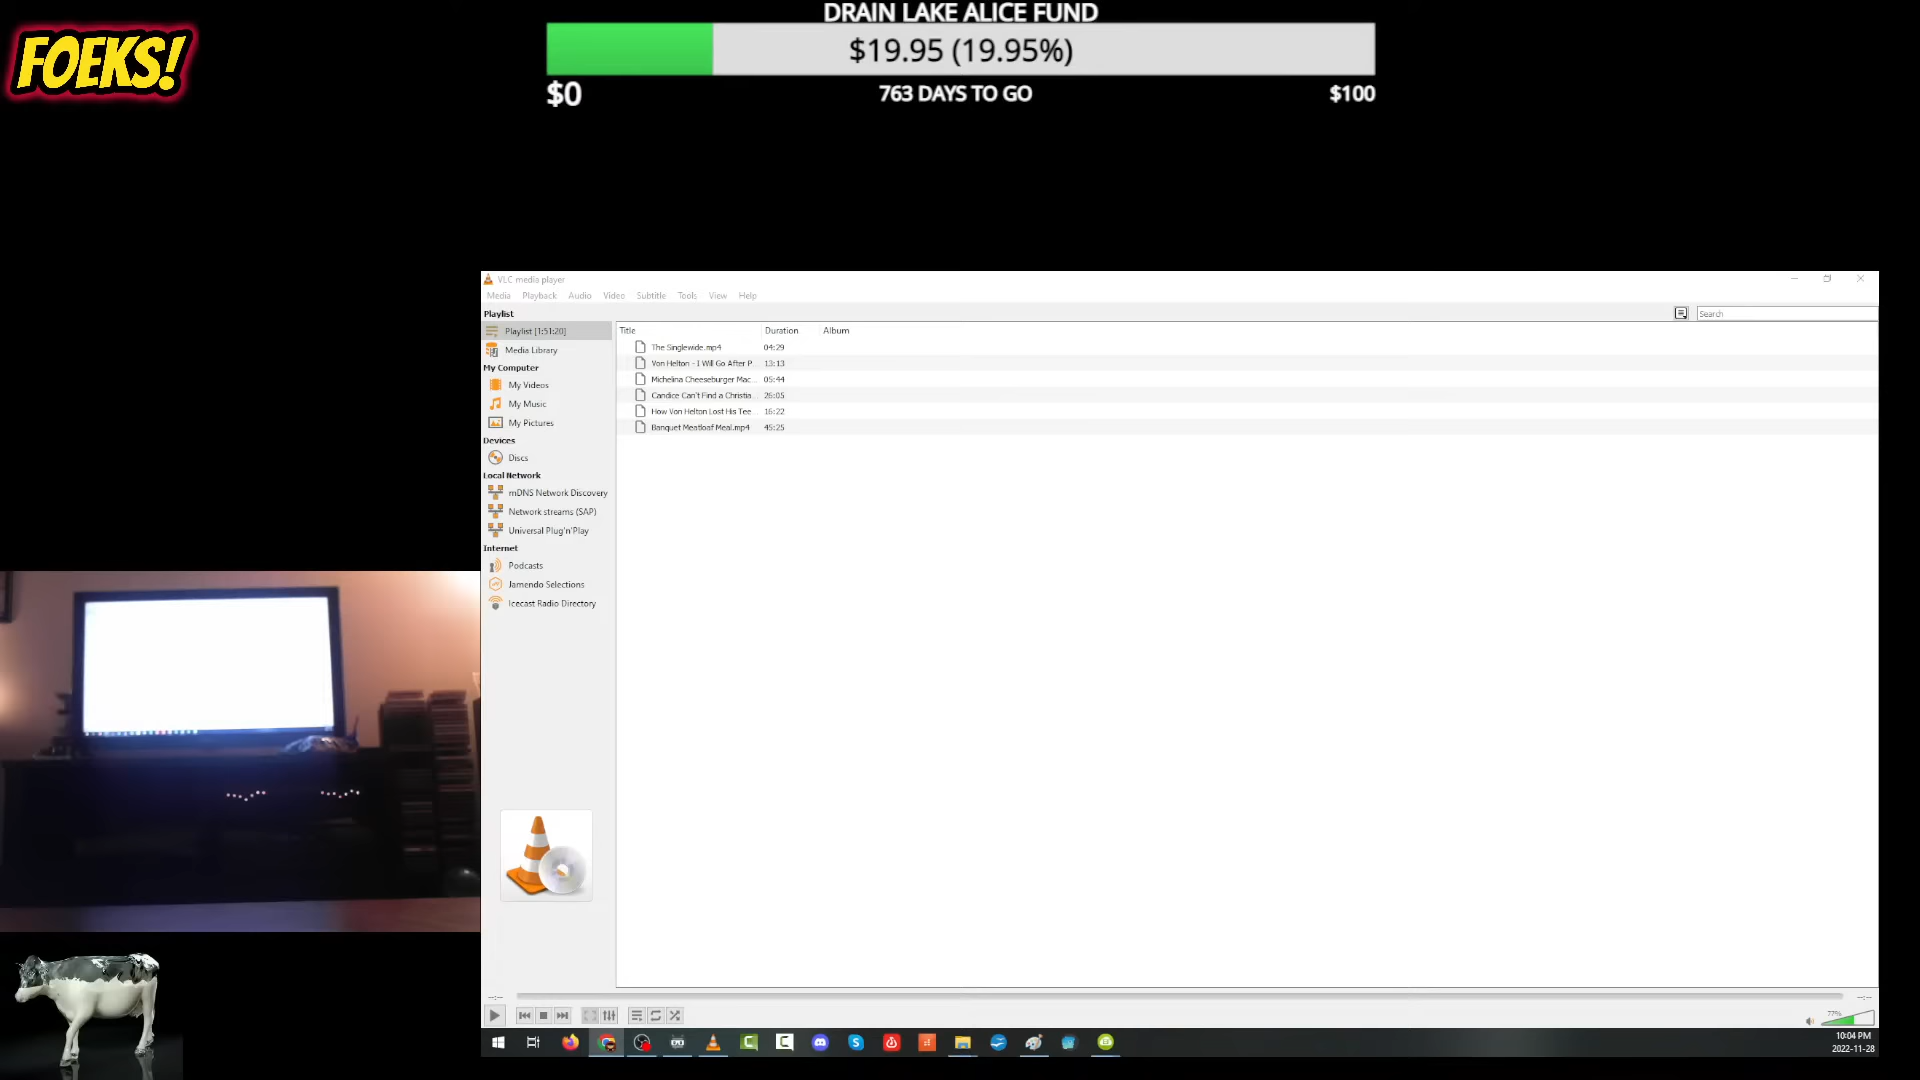 FOEKS!
DRAIN LAKE ALICE FUND
$19.95 (19.95%)
$0
763 DAYS TO GO
$100
VLC media player
Media Playback Audio Video Subtitle Tools View Help
Playlist
Search
Playlist [1:51:20]
Media Library
My Computer
My Videos
My Music
My Pictures
Devices
Discs
Local Network
mDNS Network Discovery
Network streams (SAP)
Universal Plug'n'Play
Internet
Podcasts
Jamendo Selections
Icecast Radio Directory
Title Duration Album
The Singlewide.mp4 04:29
Von Helton - I Will Go After P... 13:13
Michelina Cheeseburger Mac... 05:44
Candice Can't Find a Christia... 26:05
How Von Helton Lost His Tee... 16:22
Banquet Meatloaf Meal.mp4 45:25
--:--
--:--
77%
10:04 PM
2022-11-28